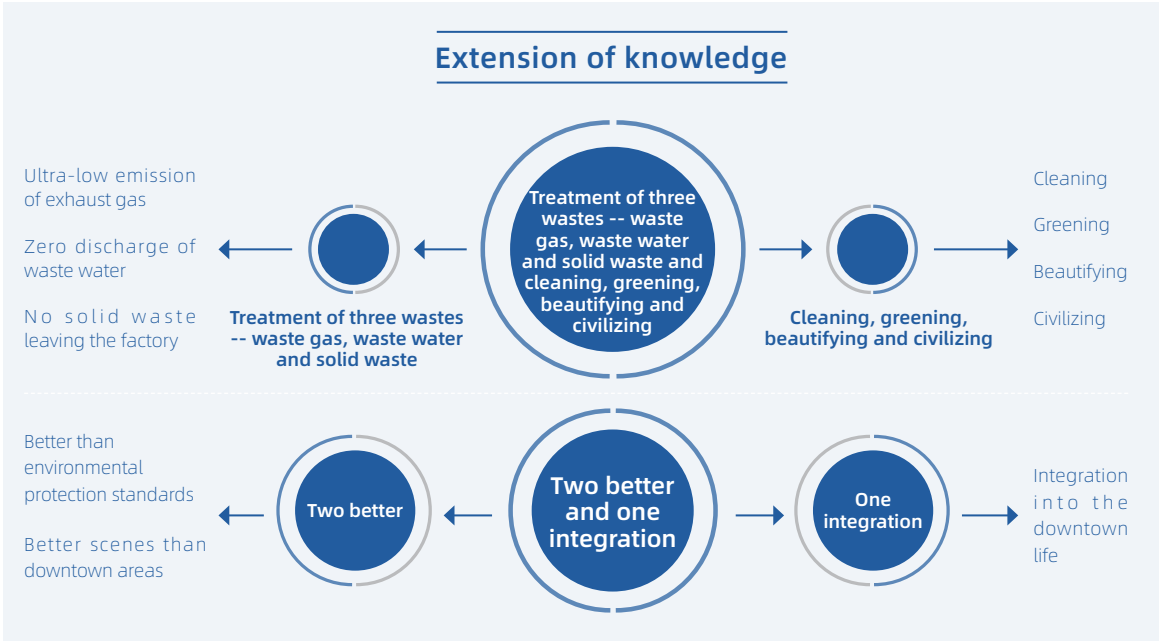 Extension of knowledge
Ultra-low emission
of exhaust gas
Zero discharge of
waste water
No solid waste
leaving the factory
Treatment of three wastes
-- waste gas, waste water
and solid waste
Treatment of three
wastes -- waste
gas, waste water
and solid waste and
cleaning, greening,
beautifying and
civilizing
Cleaning, greening,
beautifying and civilizing
Cleaning
Greening
Beautifying
Civilizing
Better than
environmental
protection standards
Better scenes than
downtown areas
Two better
Two better
and one
integration
One
integration
Integration
into the
downtown
life